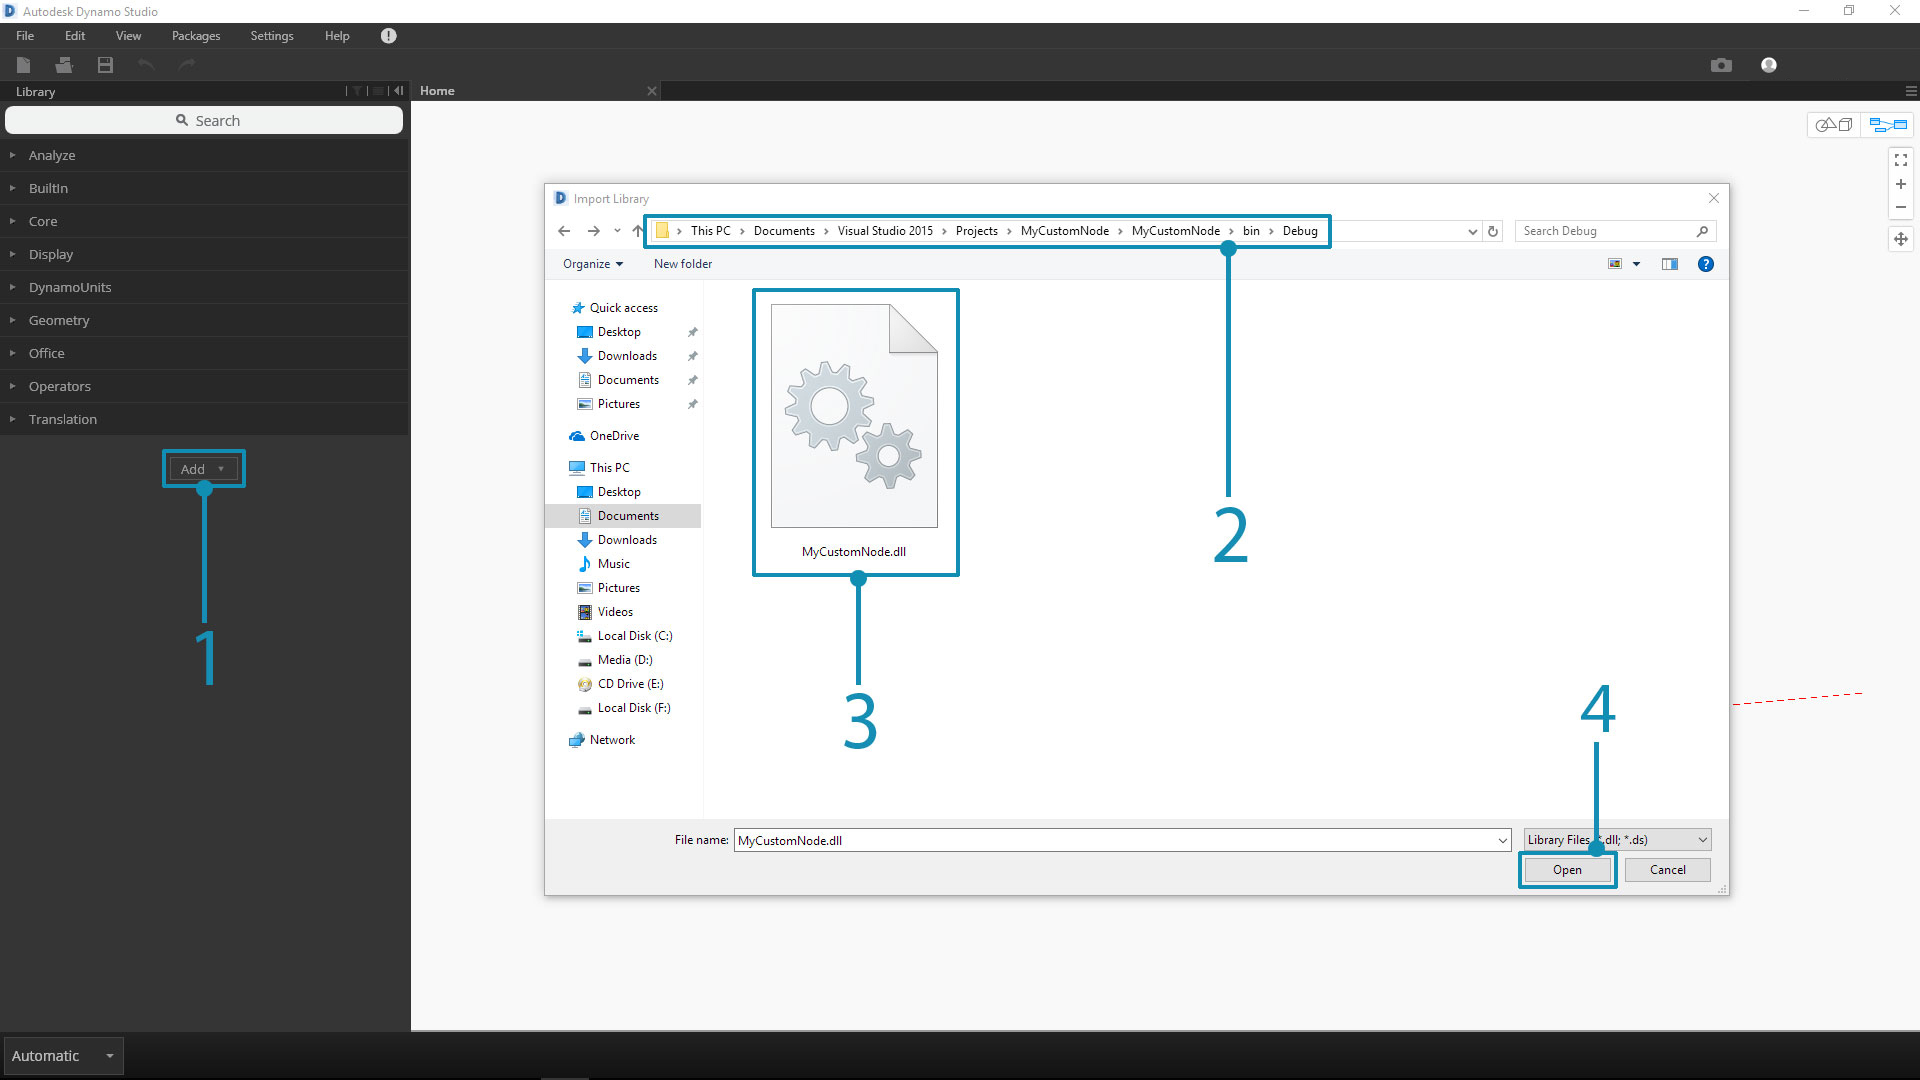 Autodesk Dynamo Studio
File Edit View Packages Settings Help
Library
Home
Search
Analyze
BuiltIn
Core
Display
DynamoUnits
Geometry
Office
Operators
Translation
Add
1
Import Library
This PC Documents Visual Studio 2015 Projects MyCustomNode MyCustomNode bin Debug
Search Debug
Organize New folder
Quick access
Desktop
Downloads
Documents
Pictures
OneDrive
This PC
Desktop
Documents
Downloads
Music
Pictures
Videos
Local Disk (C:)
Media (D:)
CD Drive (E:)
Local Disk (F:)
Network
MyCustomNode.dll
2
3
4
File name: MyCustomNode.dll
Library Files *.dll; *.ds)
Open Cancel
Automatic